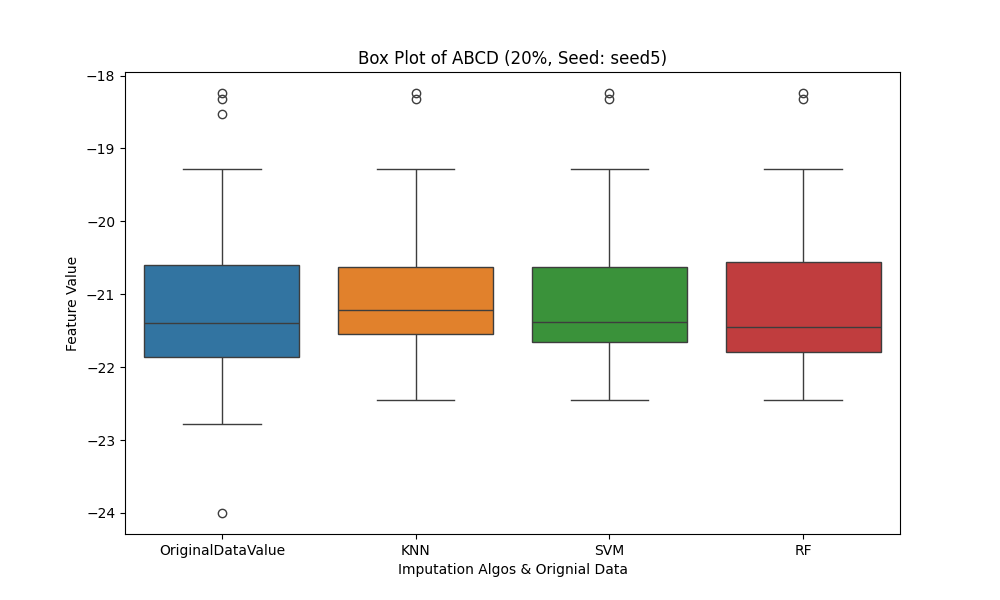 Box Plot of ABCD (20%, Seed: seed5)
−18
−19
−20
−21
−22
−23
−24
Feature Value
OriginalDataValue KNN SVM RF
Imputation Algos & Orignial Data